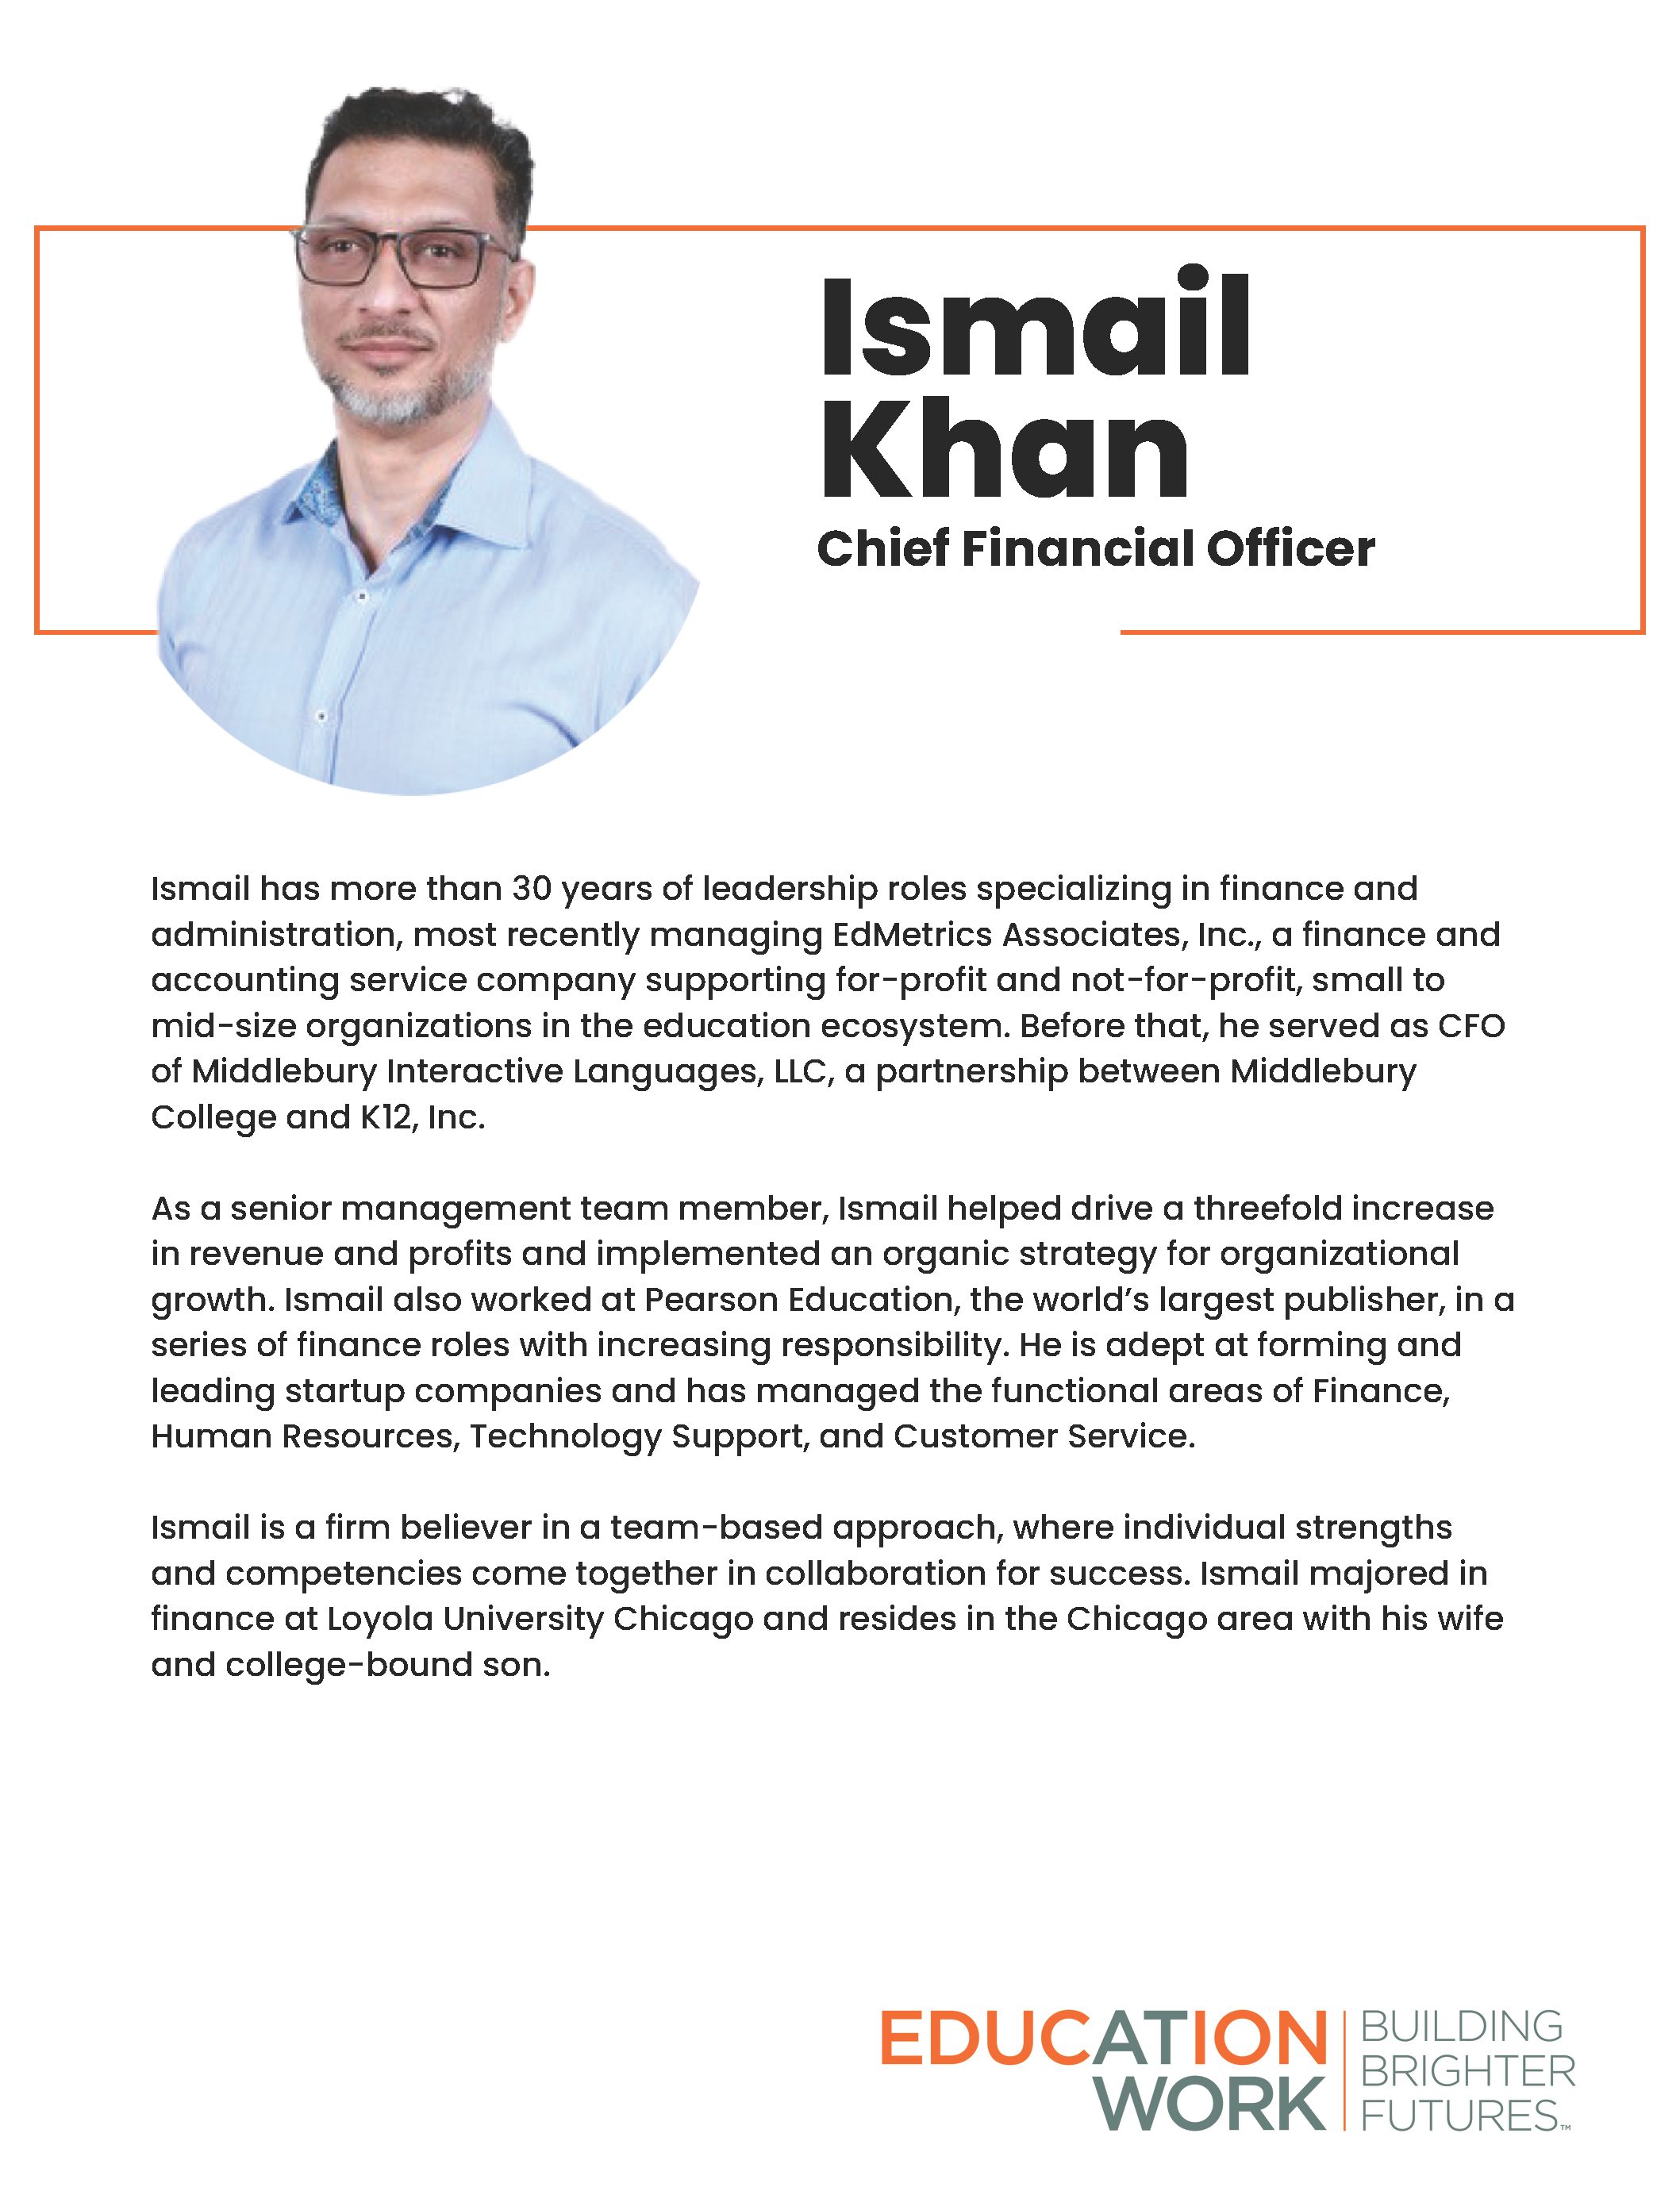 Ismail
Khan
Chief Financial Officer
Ismail has more than 30 years of leadership roles specializing in finance and
administration, most recently managing EdMetrics Associates, Inc., a finance and
accounting service company supporting for-profit and not-for-profit, small to
mid-size organizations in the education ecosystem. Before that, he served as CFO
of Middlebury Interactive Languages, LLC, a partnership between Middlebury
College and K12, Inc.
As a senior management team member, Ismail helped drive a threefold increase
in revenue and profits and implemented an organic strategy for organizational
growth. Ismail also worked at Pearson Education, the world’s largest publisher, in a
series of finance roles with increasing responsibility. He is adept at forming and
leading startup companies and has managed the functional areas of Finance,
Human Resources, Technology Support, and Customer Service.
Ismail is a firm believer in a team-based approach, where individual strengths
and competencies come together in collaboration for success. Ismail majored in
finance at Loyola University Chicago and resides in the Chicago area with his wife
and college-bound son.
EDUCATION
WORK
BUILDING
BRIGHTER
FUTURES™